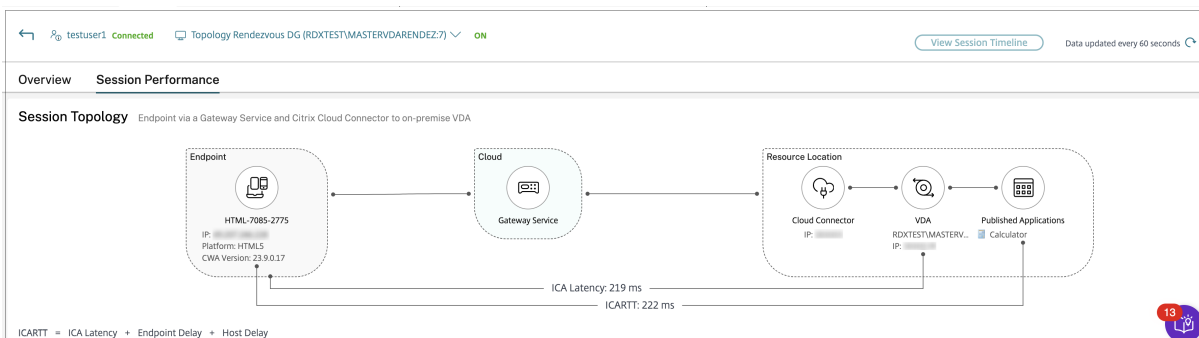 testuser1 Connected Topology Rendezvous DG (RDXTEST\MASTERVDARENDEZ:7) ON View Session Timeline Data updated every 60 seconds
Overview Session Performance
Session Topology Endpoint via a Gateway Service and Citrix Cloud Connector to on-premise VDA
Endpoint Cloud Resource Location
HTML-7085-2775 Gateway Service Cloud Connector VDA Published Applications
IP: IP: RDXTEST\MASTERV... Calculator
Platform: HTML5 IP:
CWA Version: 23.9.0.17
ICA Latency: 219 ms
ICARTT: 222 ms
13
ICARTT = ICA Latency + Endpoint Delay + Host Delay